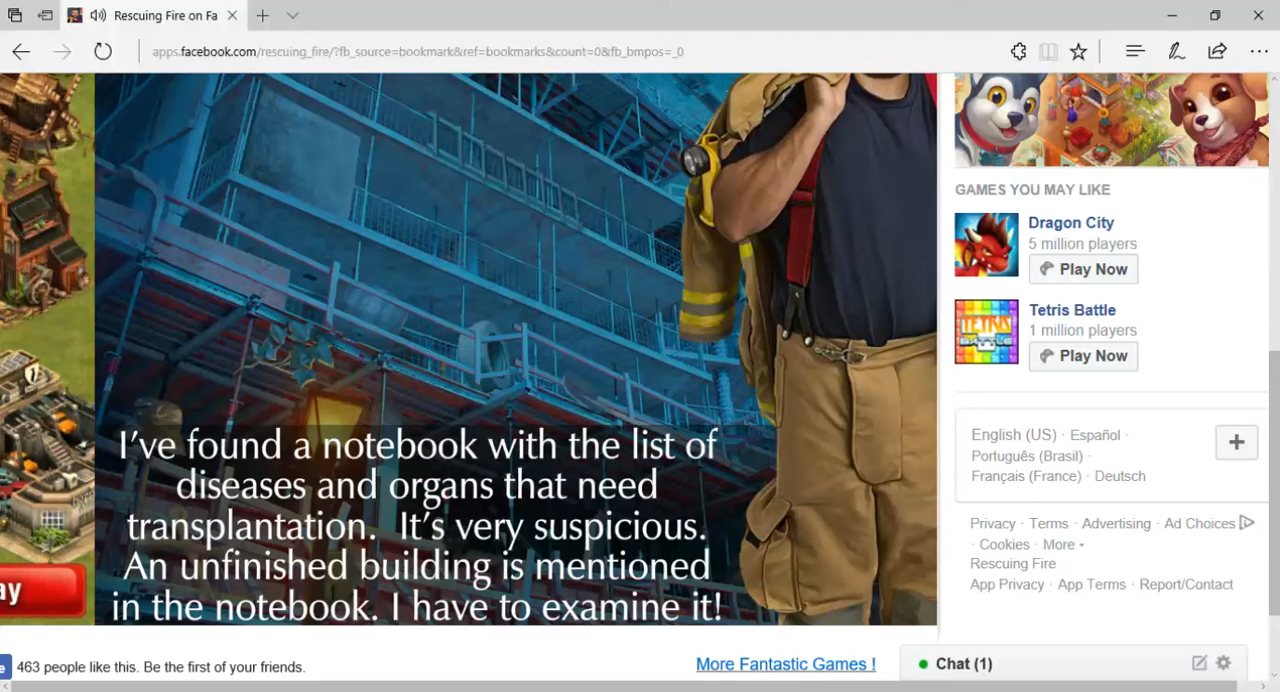 Rescuing Fire on Fa
apps.facebook.com/rescuing_fire/?fb_source=bookmark&ref=bookmarks&count=0&fb_bmpos=_0
GAMES YOU MAY LIKE
Dragon City
5 million players
Play Now
TETRIS BATTLE
Tetris Battle
1 million players
Play Now
I've found a notebook with the list of
diseases and organs that need
transplantation. It's very suspicious.
An unfinished building is mentioned
in the notebook. I have to examine it!
ay
English (US) · Español ·
Português (Brasil) ·
Français (France) · Deutsch
Privacy · Terms · Advertising · Ad Choices
· Cookies · More
Rescuing Fire
App Privacy · App Terms · Report/Contact
e 463 people like this. Be the first of your friends.
More Fantastic Games !
Chat (1)